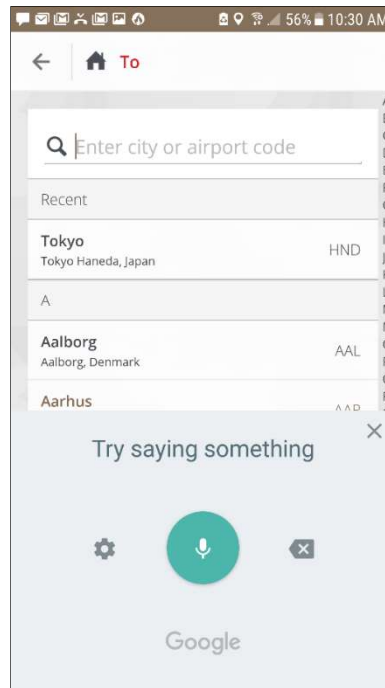 56% 10:30 AM
To
Enter city or airport code
Recent
Tokyo
HND
Tokyo Haneda, Japan
A
Aalborg
AAL
Aalborg, Denmark
Aarhus
Try saying something
Google